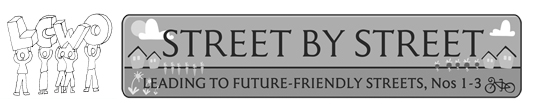 LCWO
STREET BY STREET
LEADING TO FUTURE-FRIENDLY STREETS, Nos 1-3